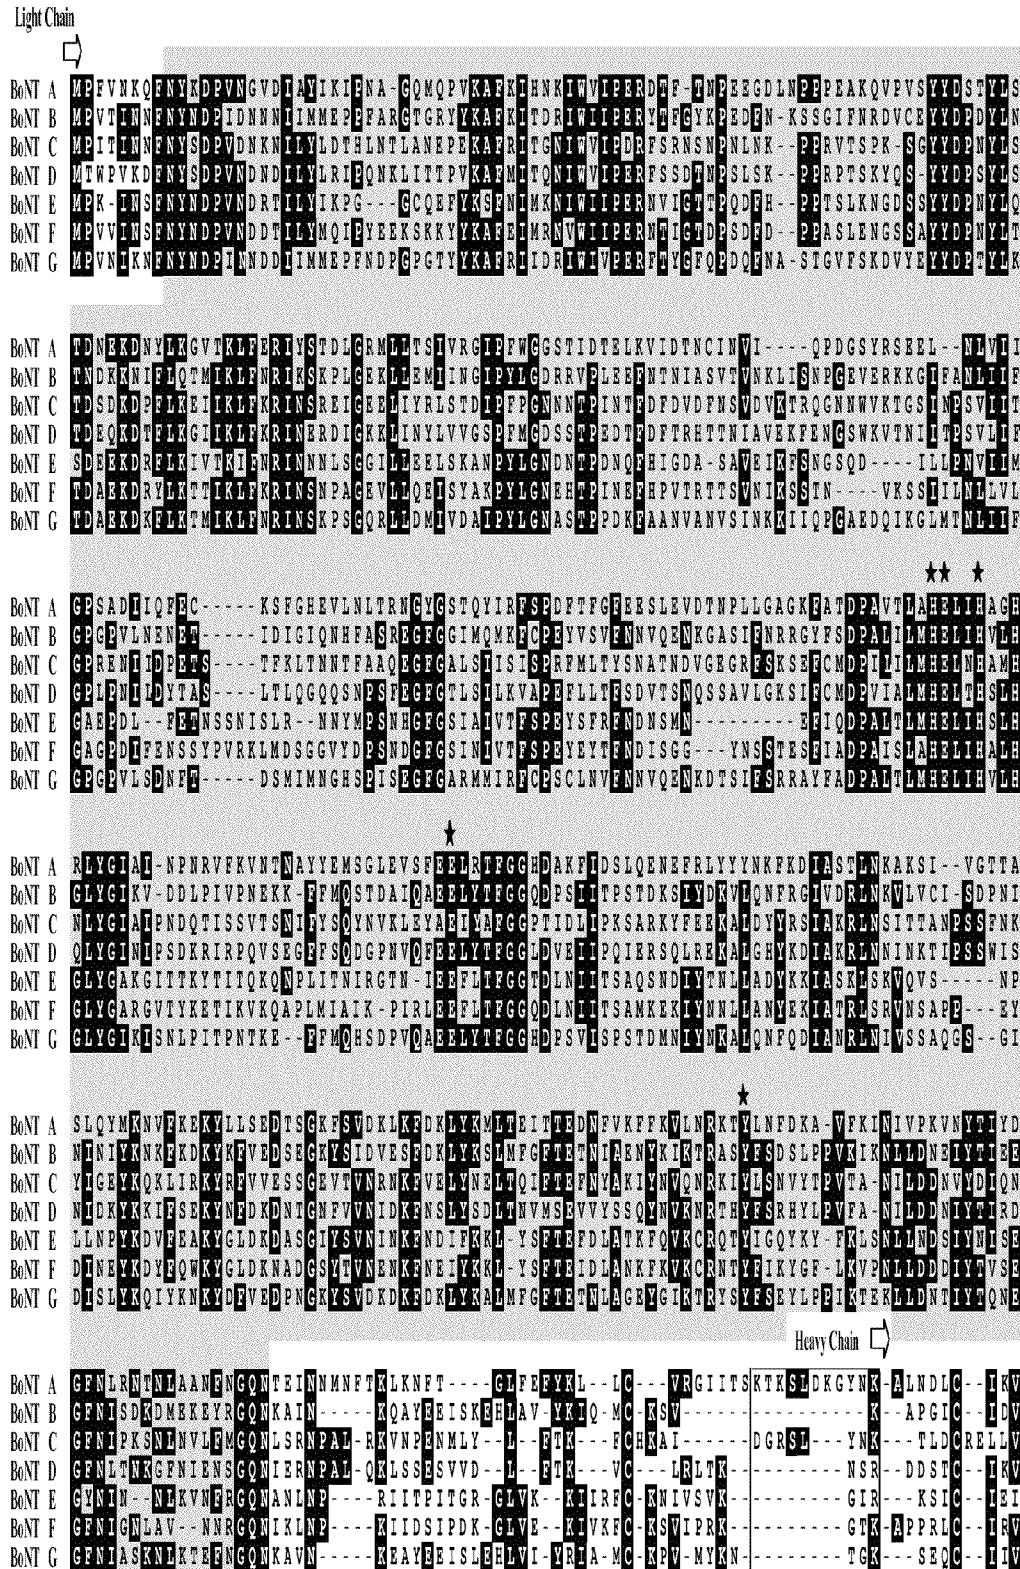 Light Chain
BoNT A MPFVNKQFNYKDPVNGVDIAYIKIPNA-GQMQPVKAFKIHNKIWVIPERDTF-TNPEEGDLNPPPEAKQVPVSYYDSTYLS
BoNT B MPVTINNFNYNDPIDNNNIIMMEPPFARGTGRYYKAFKITDRIWIIPERYTFGYKPEDFN-KSSGIFNRDVCEYYDPDYLN
BoNT C MPITINNFNYSDPVDNKNILYLDTHLNTLANEPEKAFRITGNIWVIPDRFSRNSNPNLNK--PPRVTSPK-SGYYDPNYLS
BoNT D MTWPVKDFNYSDPVNDNDILYLRIPQNKLITTPVKAFMITQNIWVIPERFSSDTNPSLSK--PPRPTSKYQS-YYDPSYLS
BoNT E MPK-INSFNYNDPVNDRTILYIKPG---GCQEFYKSFNIMKNIWIIPERNVIGTTPQDFH--PPTSLKNGDSSYYDPNYLQ
BoNT F MPVVINSFNYNDPVNDDTILYMQIPYEEKSKKYYKAFEIMRNVWIIPERNTIGTDPSDFD--PPASLENGSSAYYDPNYLT
BoNT G MPVNIKNFNYNDPINNDDIIMMEPFNDPGPGTYYKAFRIIDRIWIVPERFTYGFQPDQFNA-STGVFSKDVYEYYDPTYLK
BoNT A TDNEKDNYLKGVTKLFERIYSTDLGRMLLTSIVRGIPFWGGSTIDTELKVIDTNCINVI----QPDGSYRSEEL--NLVII
BoNT B TNDKKNIFLQTMIKLFNRIKSKPLGEKLLEMIINGIPYLGDRRVPLEEFNTNIASVTVNKLISNPGEVERKKGIFANLIIF
BoNT C TDSDKDPFLKEIIKLFKRINSREIGEELIYRLSTDIPFPGNNNTPINTFDFDVDFNSVDVKTRQGNNWVKTGSINPSVIIT
BoNT D TDEQKDTFLKGIIKLFKRINERDIGKKLINYLVVGSPFMGDSSTPEDTFDFTRHTTNIAVEKFENGSWKVTNIITPSVLIF
BoNT E SDEEKDRFLKIVTKIFNRINNNLSGGILLEELSKANPYLGNDNTPDNQFHIGDA-SAVEIKFSNGSQD----ILLPNVIIM
BoNT F TDAEKDRYLKTTIKLFKRINSNPAGEVLLQEISYAKPYLGNEHTPINEFHPVTRTTSVNIKSSTN----VKSSIILNLLVL
BoNT G TDAEKDKFLKTMIKLFNRINSKPSGQRLLDMIVDAIPYLGNASTPPDKFAANVANVSINKKIIQPGAEDQIKGLMTNLIIF
BoNT A GPSADIIQFEC-----KSFGHEVLNLTRNGYGSTQYIRFSPDFTFGFEESLEVDTNPLLGAGKFATDPAVTLAHELIHAGH
BoNT B GPGPVLNENET-----IDIGIQNHFASREGFGGIMQMKFCPEYVSVFNNVQENKGASIFNRRGYFSDPALILMHELIHVLH
BoNT C GPRENIIDPETS----TFKLTNNTFAAQEGFGALSIISISPRFMLTYSNATNDVGEGRFSKSEFCMDPILILMHELNHAMH
BoNT D GPLPNILDYTAS----LTLQGQQSNPSFEGFGTLSILKVAPEFLLTFSDVTSNQSSAVLGKSIFCMDPVIALMHELTHSLH
BoNT E GAEPDL--FETNSSNISLR--NNYMPSNHGFGSIAIVTFSPEYSFRFNDNSMN---------EFIQDPALTLMHELIHSLH
BoNT F GAGPDIFENSSYPVRKLMDSGGVYDPSNDGFGSINIVTFSPEYEYTFNDISGG---YNSSTESFIADPAISLAHELIHALH
BoNT G GPGPVLSDNFT-----DSMIMNGHSPISEGFGARMMIRFCPSCLNVFNNVQENKDTSIFSRRAYFADPALTLMHELIHVLH
BoNT A RLYGIAI-NPNRVFKVNTNAYYEMSGLEVSFEELRTFGGHDAKFIDSLQENEFRLYYYNKFKDIASTLNKAKSI--VGTTA
BoNT B GLYGIKV-DDLPIVPNEKK-FFMQSTDAIQAEELYTFGGQDPSIITPSTDKSIYDKVLQNFRGIVDRLNKVLVCI-SDPNI
BoNT C NLYGIAIPNDQTISSVTSNIFYSQYNVKLEYAEIYAFGGPTIDLIPKSARKYFEEKALDYYRSIAKRLNSITTANPSSFNK
BoNT D QLYGINIPSDKRIRPQVSEGFFSQDGPNVQFEELYTFGGLDVEIIPQIERSQLREKALGHYKDIAKRLNNINKTIPSSWIS
BoNT E GLYGAKGITTKYTITQKQNPLITNIRGTN-IEEFLTFGGTDLNIITSAQSNDIYTNLLADYKKIASKLSKVQVS-----NP
BoNT F GLYGARGVTYKETIKVKQAPLMIAIK-PIRLEEFLTFGGQDLNIITSAMKEKIYNNLLANYEKIATRLSRVNSAPP---EY
BoNT G GLYGIKISNLPITPNTKE--FFMQHSDPVQAEELYTFGGHDPSVISPSTDMNIYNKALQNFQDIANRLNIVSSAQGS--GI
BoNT A SLQYMKNVFKEKYLLSEDTSGKFSVDKLKFDKLYKMLTEIYTEDNFVKFFKVLNRKTYLNFDKA-VFKINIVPKVNYTIYD
BoNT B NINIYKNKFKDKYKFVEDSEGKYSIDVESFDKLYKSLMFGFTETNIAENYKIKTRASYFSDSLPPVKIKNLLDNEIYTIEE
BoNT C YIGEYKQKLIRKYRFVVESSGEVTVNRNKFVELYNELTQIFTEFNYAKIYNVQNRKIYLSNVYTPVTA-NILDDNVYDIQN
BoNT D NIDKYKKIFSEKYNFDKDNTGNFVVNIDKFNSLYSDLTNVMSEVVYSSQYNVKNRTHYFSRHYLPVFA-NILDDNIYTIRD
BoNT E LLNPYKDVFEAKYGLDKDASGIYSVNINKFNDIFKKL-YSFTEFDLATKFQVKCRQTYIGQYKY-FKLSNLLNDSIYNISE
BoNT F DINEYKDYFQWKYGLDKNADGSYTVNENKFNEIYKKL-YSFTEIDLANKFKVKCRNTYFIKYGF-LKVPNLLDDDIYTVSE
BoNT G DISLYKQIYKNKYDFVEDPNGKYSVDKDKFDKLYKALMFGFTETNLAGEYGIKTRYSYFSEYLPPIKTEKLLDNTIYTQNE
Heavy Chain
BoNT A GFNLRNTNLAANFNGQNTEINNMNFTKLKNFT----GLFEFYKL--LC---VRGIITSKTKSLDKGYNK-ALNDLC--IKV
BoNT B GFNISDKDMEKEYRGQNKAIN-----KQAYEEISKEHLAV-YKIQ-MC-KSV----------------K--APGIC--IDV
BoNT C GFNIPKSNLNVLFMGQNLSRNPAL-RKVNPENMLY--L--FTK---FCHKAI------DGRSL---YNK---TLDCRELLV
BoNT D GFNLTNKGFNIENSGQNIERNPAL-QKLSSESVVD--L--FTK---VC--LRLTK-----------NSR--DDSTC--IKV
BoNT E GYNIN--NLKVNFRGQNANLNP----RIITPITGR-GLVK--KIIRFC-KNIVSVK----------GIR---KSIC--IEI
BoNT F GFNIGNLAV--NNRGQNIKLNP----KIIDSIPDK-GLVE--KIVKFC-KSVIPRK----------GTK-APPRLC--IRV
BoNT G GFNIASKNLKTEFNGQNKAVN-----KEAYEEISLEHLVI-YRIA-MC-KPV-MYKN---------TGK---SEQC--IIV